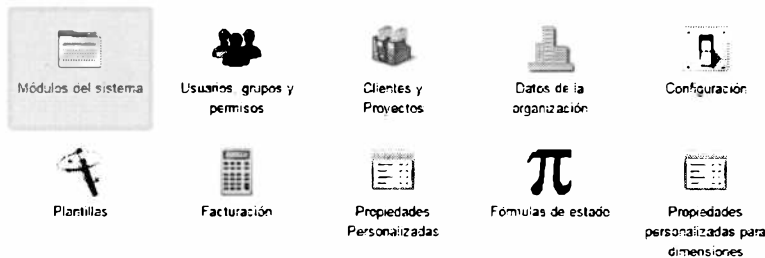 Módulos del sistema
Usuarios, grupos y
permisos
Clientes y
Proyectos
Datos de la
organización
Configuración
Plantillas
Facturación
Propiedades
Personalizadas
π
Fórmulas de estado
Propiedades
personalizadas para
dimensiones